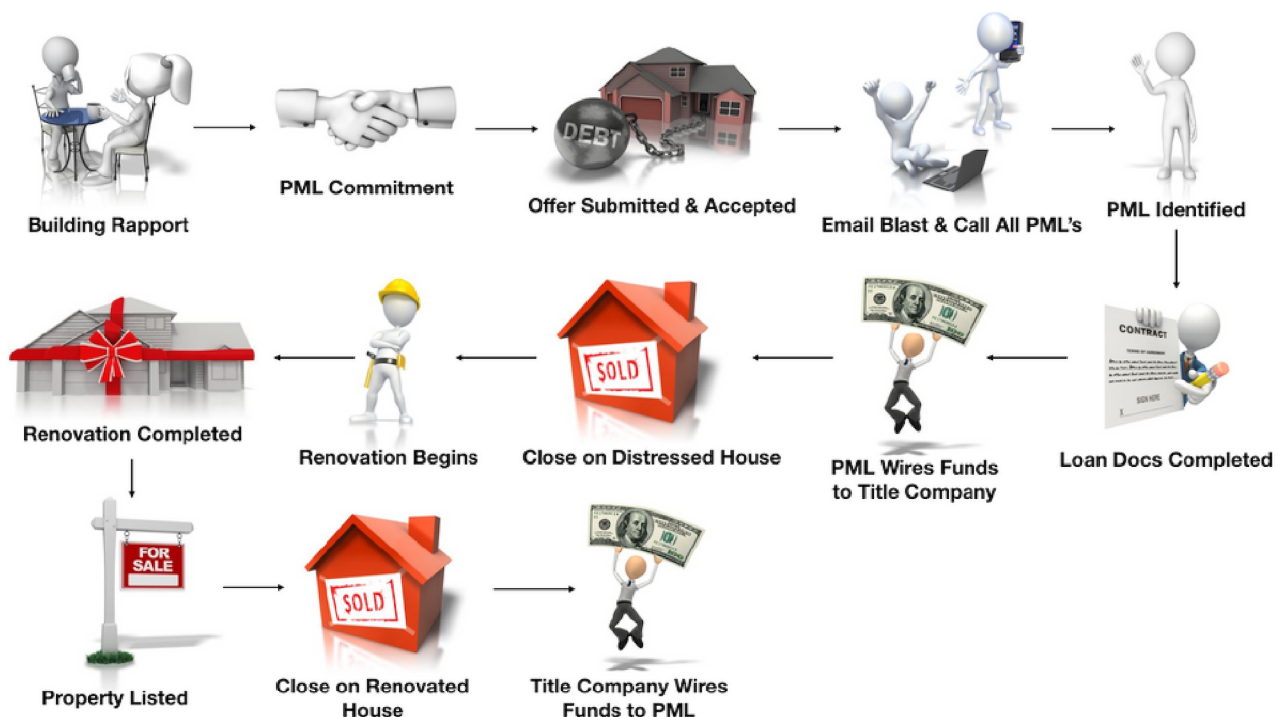 DEBT
PML Commitment
Building Rapport
Offer Submitted & Accepted
Email Blast & Call All PML's
PML Identified
CONTRACT
SIGN HERE
X
Loan Docs Completed
PML Wires Funds
to Title Company
SOLD
Close on Distressed House
Renovation Begins
Renovation Completed
FOR
SALE
Property Listed
SOLD
Close on Renovated
House
Title Company Wires
Funds to PML